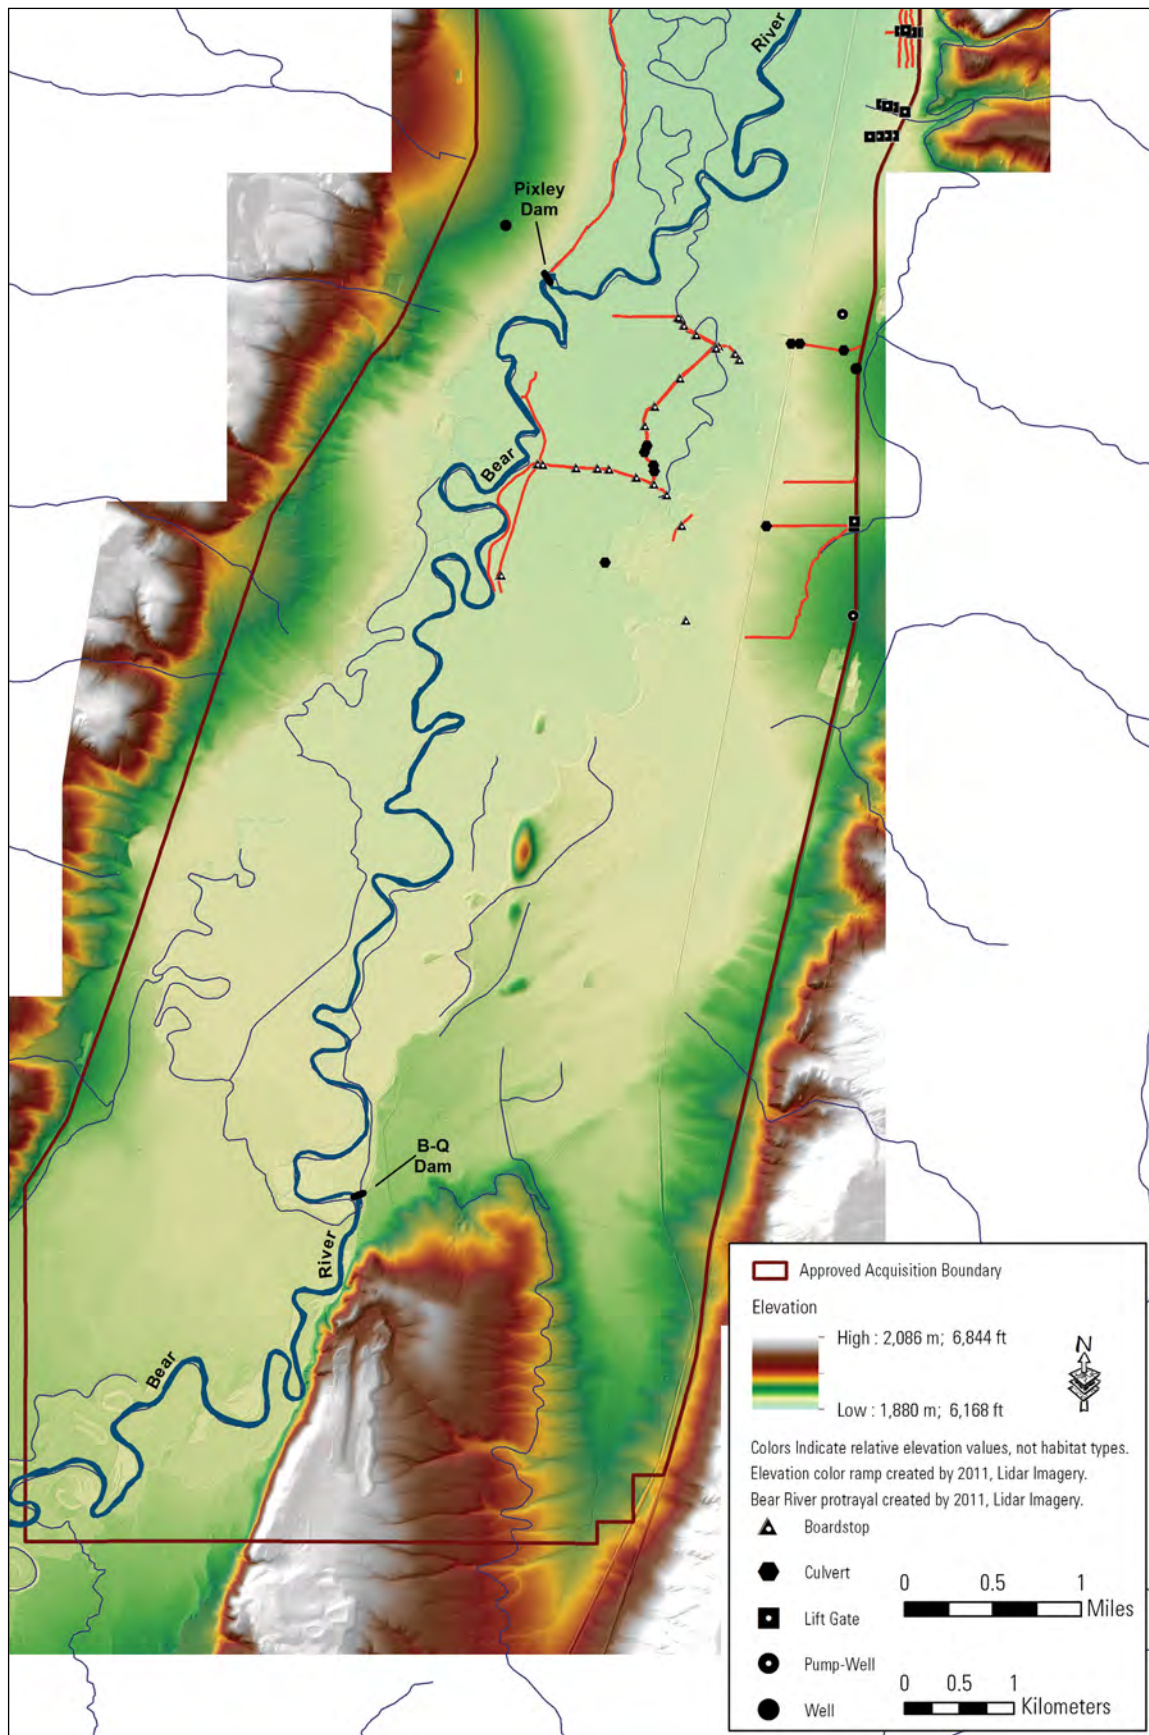 River
Pixley
Dam
Bear
B-Q
Dam
River
Bear
Approved Acquisition Boundary
Elevation
High : 2,086 m; 6,844 ft
Low : 1,880 m; 6,168 ft
N
Colors Indicate relative elevation values, not habitat types.
Elevation color ramp created by 2011, Lidar Imagery.
Bear River protrayal created by 2011, Lidar Imagery.
Boardstop
Culvert
Lift Gate
Pump-Well
Well
0 0.5 1
Miles
0 0.5 1
Kilometers